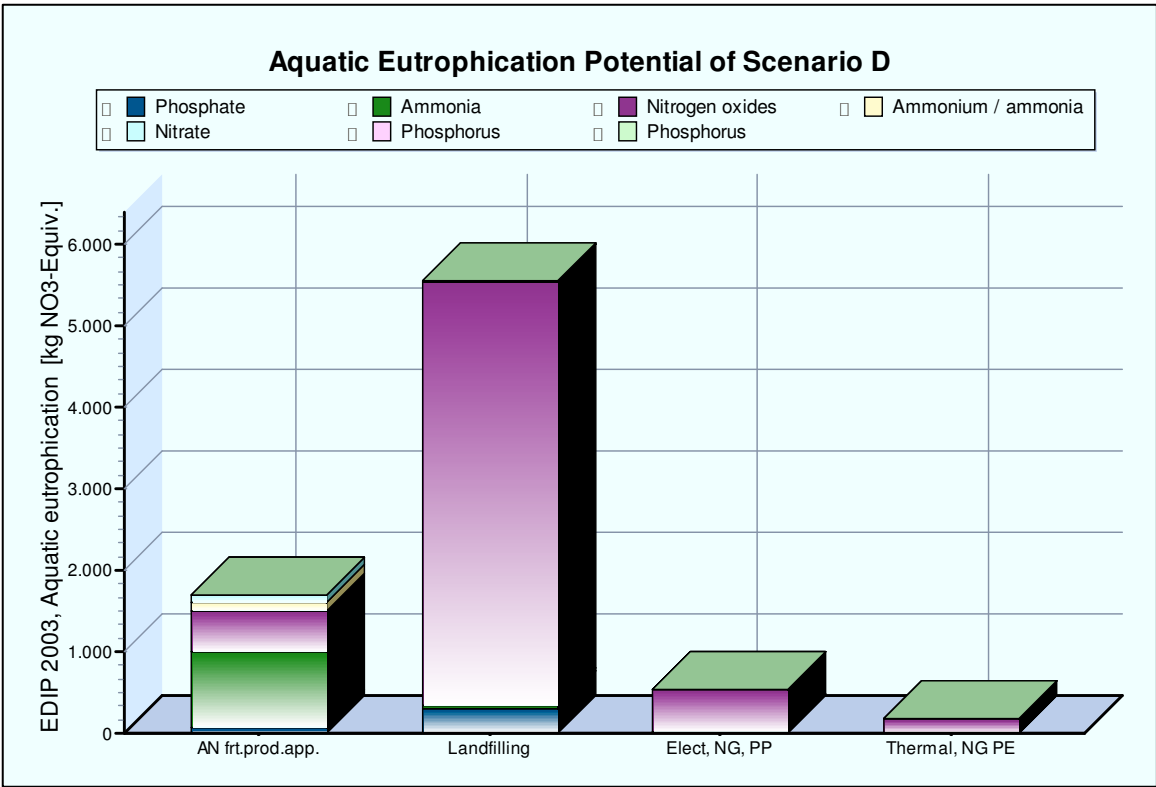 Aquatic Eutrophication Potential of Scenario D
Phosphate Ammonia Nitrogen oxides Ammonium / ammonia
Nitrate Phosphorus Phosphorus
EDIP 2003, Aquatic eutrophication [kg NO3-Equiv.]
6.000
5.000
4.000
3.000
2.000
1.000
0
AN frt.prod.app. Landfilling Elect, NG, PP Thermal, NG PE